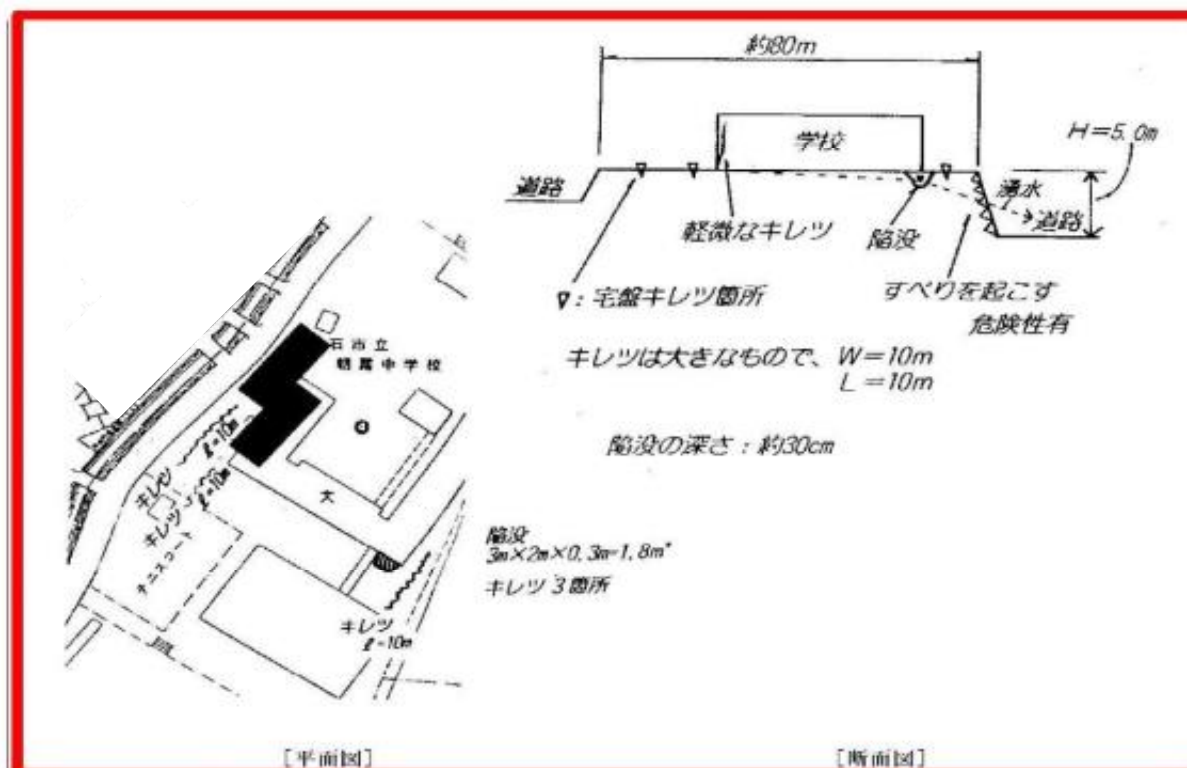 約80m
学校
H=5.0m
道路
湧水
道路
軽微なキレツ
陥没
▽:宅盤キレツ箇所
すべりを起こす
危険性有
キレツは大きなもので、W=10m
L=10m
陥没の深さ:約30cm
石市立
朝霧中学校
ℓ=10m
キレツ
ℓ=10m
キレツ
テニスコート
大
陥没
3m×2m×0.3m=1.8m³
キレツ3箇所
キレツ
ℓ=10m
[平面図]
[断面図]